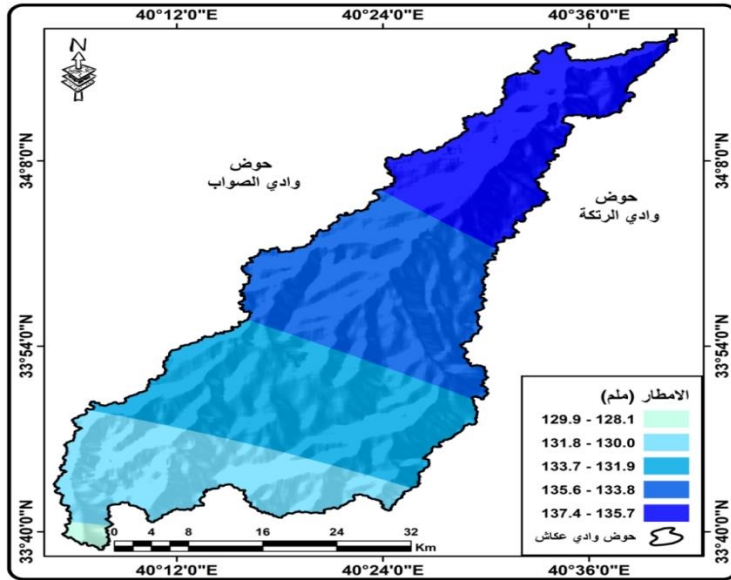 40°12'0"E 40°24'0"E 40°36'0"E
N
34°8'0"N 34°8'0"N
حوض
وادي الصواب
حوض
وادي الرتكة
33°54'0"N 33°54'0"N
الامطار (ملم)
129.9 - 128.1
131.8 - 130.0
133.7 - 131.9
135.6 - 133.8
137.4 - 135.7
حوض وادي عكاش
33°40'0"N 33°40'0"N
0 2 4 8 16 24 32
Km
40°12'0"E 40°24'0"E 40°36'0"E